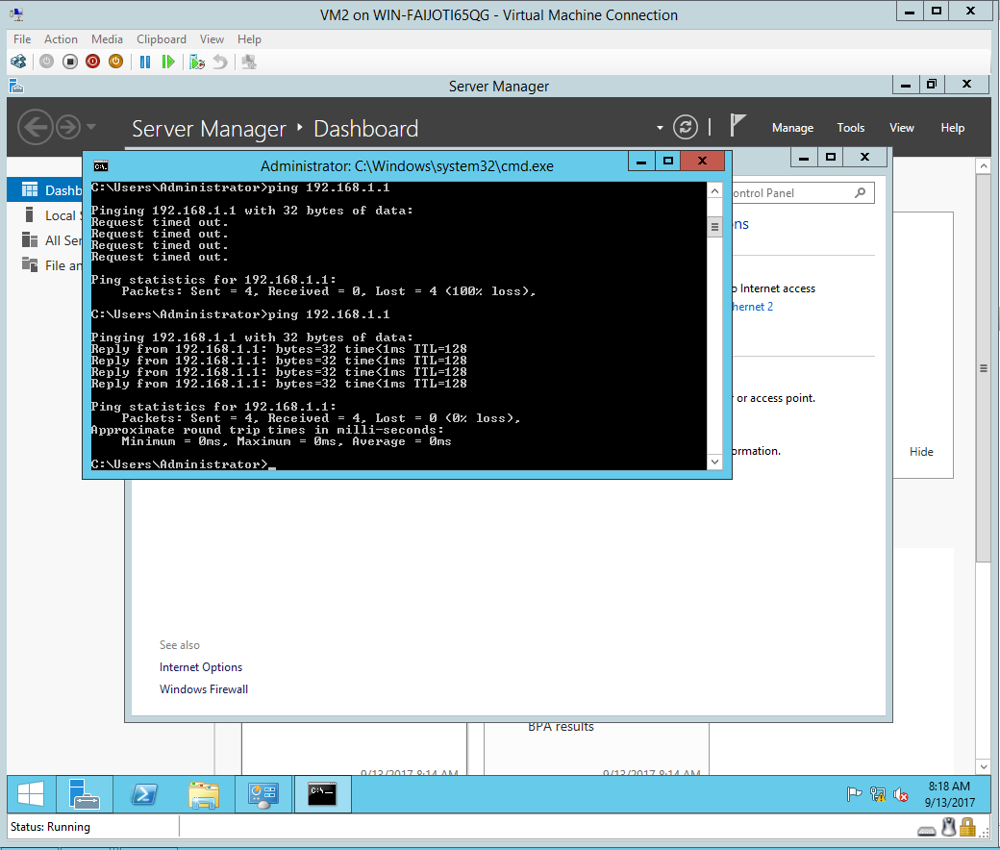 VM2 on WIN-FAIJOTI65QG - Virtual Machine Connection
File Action Media Clipboard View Help
Server Manager
Server Manager Dashboard
Manage Tools View Help
Administrator: C:\Windows\system32\cmd.exe
Dashb
Local S
All Ser
File an
C:\Users\Administrator>ping 192.168.1.1
Pinging 192.168.1.1 with 32 bytes of data:
Request timed out.
Request timed out.
Request timed out.
Request timed out.
Ping statistics for 192.168.1.1:
Packets: Sent = 4, Received = 0, Lost = 4 (100% loss),
C:\Users\Administrator>ping 192.168.1.1
Pinging 192.168.1.1 with 32 bytes of data:
Reply from 192.168.1.1: bytes=32 time<1ms TTL=128
Reply from 192.168.1.1: bytes=32 time<1ms TTL=128
Reply from 192.168.1.1: bytes=32 time<1ms TTL=128
Reply from 192.168.1.1: bytes=32 time<1ms TTL=128
Ping statistics for 192.168.1.1:
Packets: Sent = 4, Received = 4, Lost = 0 (0% loss),
Approximate round trip times in milli-seconds:
Minimum = 0ms, Maximum = 0ms, Average = 0ms
C:\Users\Administrator>_
ontrol Panel
ns
o Internet access
hernet 2
r or access point.
ormation.
Hide
See also
Internet Options
Windows Firewall
BPA results
9/13/2017 8:14 AM
9/13/2017 8:14 AM
8:18 AM
9/13/2017
Status: Running